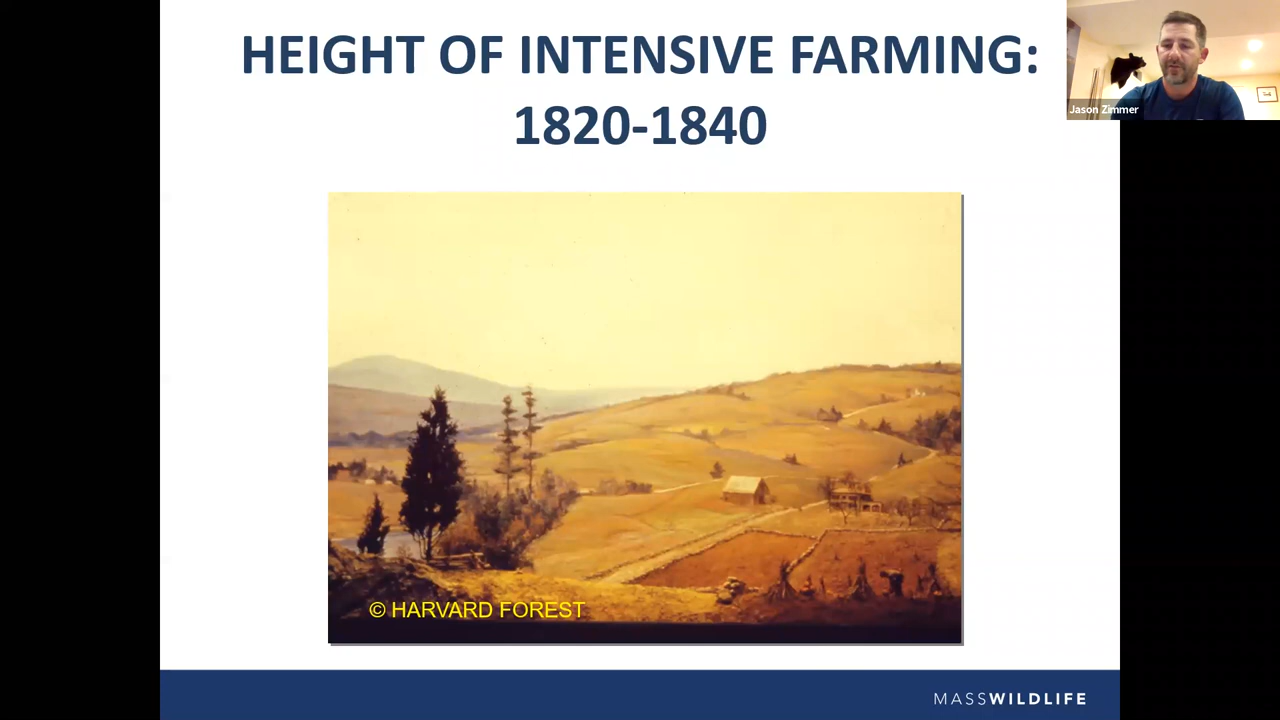 HEIGHT OF INTENSIVE FARMING:
1820-1840
Jason Zimmer
© HARVARD FOREST
MASSWILDLIFE